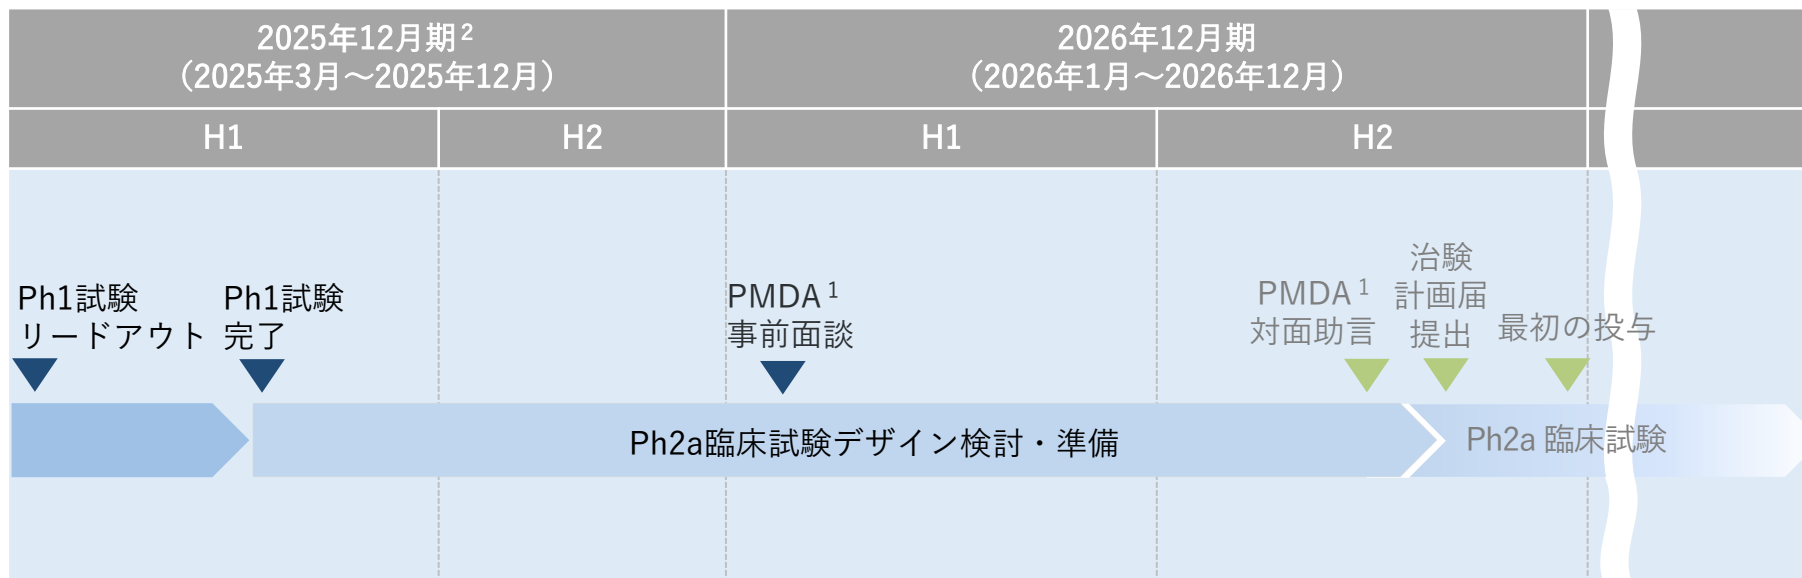 2025年12月期2
（2025年3月～2025年12月）
2026年12月期
（2026年1月～2026年12月）
H1
H2
H1
H2
Ph1試験
リードアウト
Ph1試験
完了
PMDA 1
事前面談
PMDA 1
対面助言
治験
計画届
提出
最初の投与
Ph2a臨床試験デザイン検討・準備
Ph2a 臨床試験